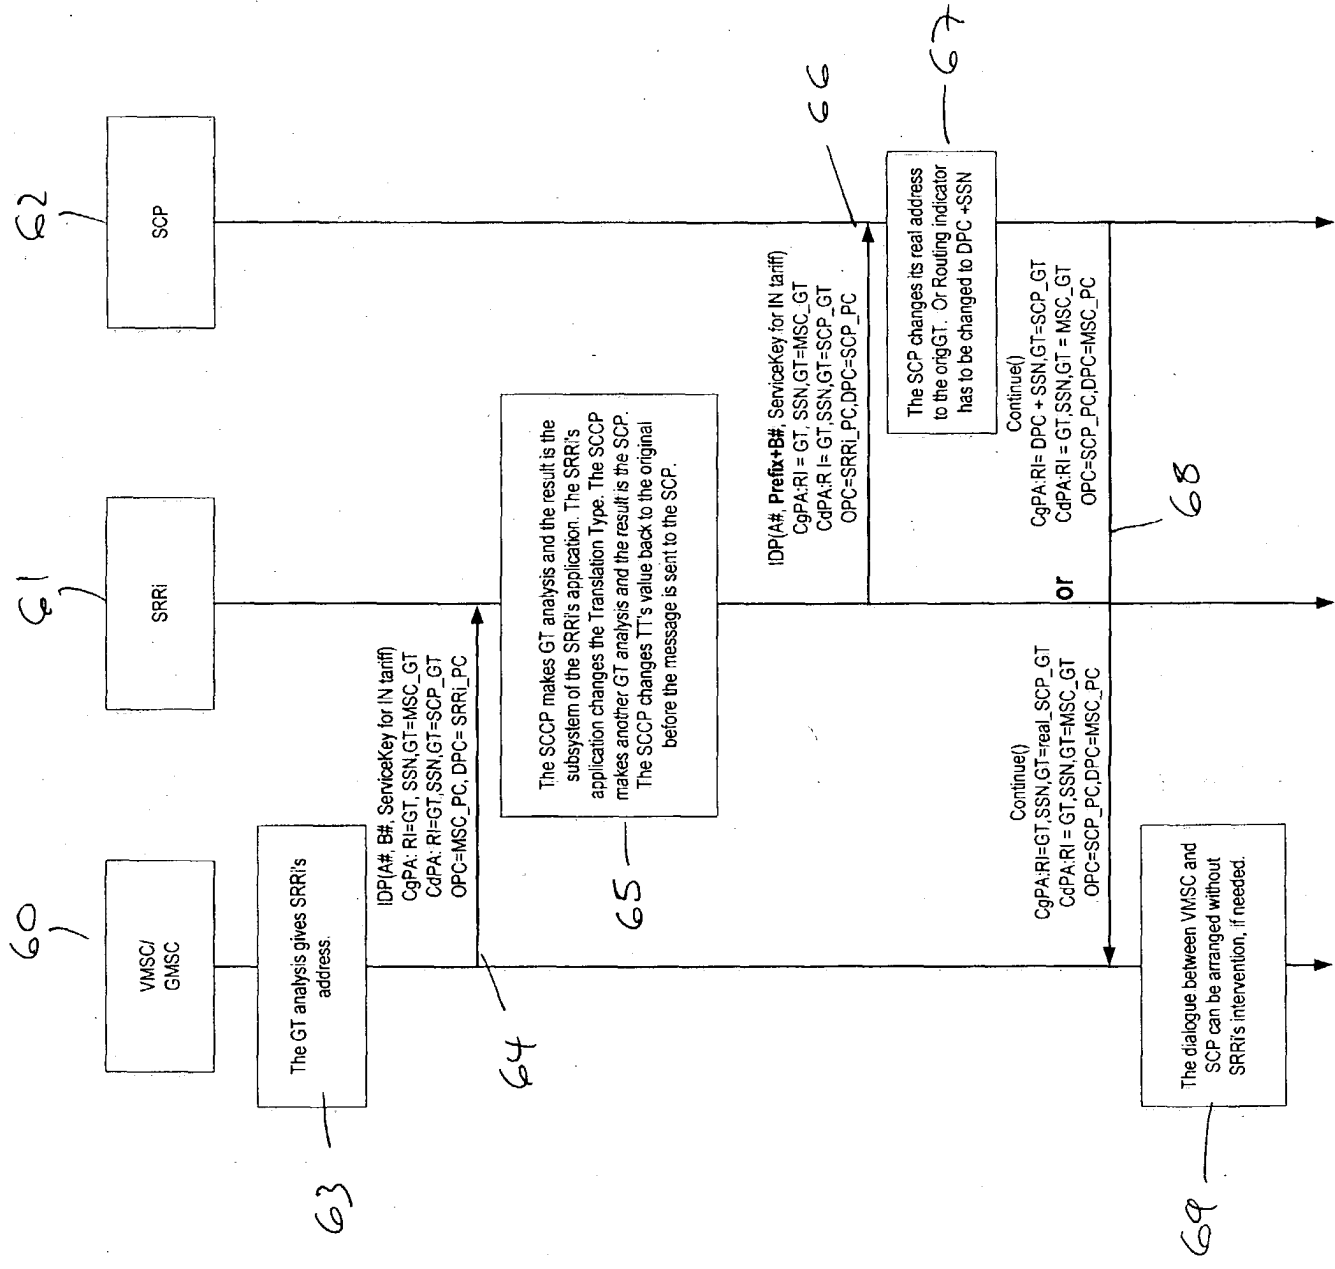 60
VMSC/
GMSC
61
SRRi
62
SCP
63
The GT analysis gives SRRi's
address.
64
IDP(A#, B#, ServiceKey for IN tariff)
CgPA: RI=GT, SSN,GT=MSC_GT
CdPA: RI=GT,SSN,GT=SCP_GT
OPC=MSC_PC, DPC= SRRi_PC
65
The SCCP makes GT analysis and the result is the
subsystem of the SRRi's application. The SRRi's
application changes the Translation Type. The SCCP
makes another GT analysis and the result is the SCP.
The SCCP changes TT's value back to the original
before the message is sent to the SCP.
66
IDP(A#, Prefix+B#, ServiceKey for IN tariff)
CgPA:RI = GT, SSN,GT=MSC_GT
CdPA:R I= GT,SSN,GT=SCP_GT
OPC=SRRi_PC,DPC=SCP_PC
67
The SCP changes its real address
to the origGT. Or Routing indicator
has to be changed to DPC +SSN
Continue()
CgPA:RI=GT,SSN,GT=real_SCP_GT
CdPA:RI = GT,SSN,GT=MSC_GT
OPC=SCP_PC,DPC=MSC_PC
or
Continue()
CgPA:RI= DPC + SSN,GT=SCP_GT
CdPA:RI = GT,SSN,GT = MSC_GT
OPC=SCP_PC,DPC=MSC_PC
68
69
The dialogue between VMSC and
SCP can be arranged without
SRRi's intervention, if needed.